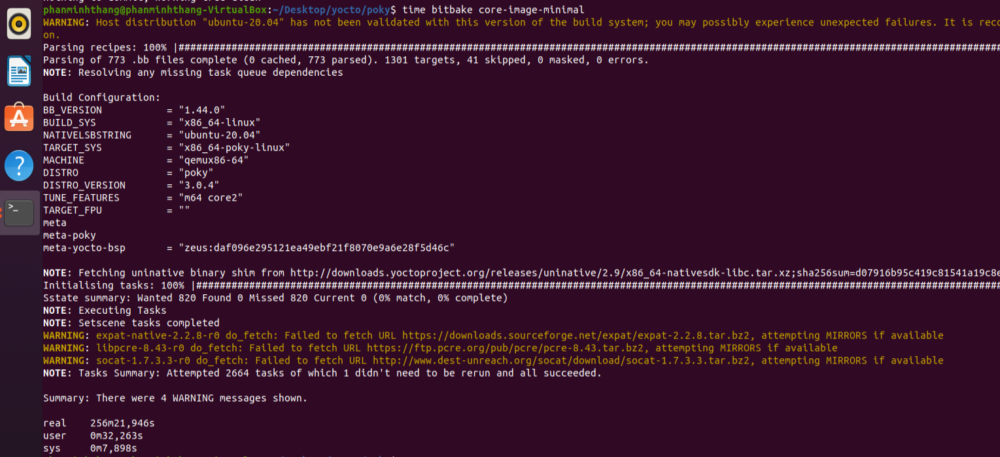 phanminhthang@phanminhthang-VirtualBox:~/Desktop/yocto/poky$ time bitbake core-image-minimal
WARNING: Host distribution "ubuntu-20.04" has not been validated with this version of the build system; you may possibly experience unexpected failures. It is reco
on.
Parsing recipes: 100% |############################################################################################################################################
Parsing of 773 .bb files complete (0 cached, 773 parsed). 1301 targets, 41 skipped, 0 masked, 0 errors.
NOTE: Resolving any missing task queue dependencies
Build Configuration:
BB_VERSION           = "1.44.0"
BUILD_SYS            = "x86_64-linux"
NATIVELSBSTRING      = "ubuntu-20.04"
TARGET_SYS           = "x86_64-poky-linux"
MACHINE              = "qemux86-64"
DISTRO               = "poky"
DISTRO_VERSION       = "3.0.4"
TUNE_FEATURES        = "m64 core2"
TARGET_FPU           = ""
meta
meta-poky
meta-yocto-bsp       = "zeus:daf096e295121ea49ebf21f8070e9a6e28f5d46c"
NOTE: Fetching uninative binary shim from http://downloads.yoctoproject.org/releases/uninative/2.9/x86_64-nativesdk-libc.tar.xz;sha256sum=d07916b95c419c81541a19c8e
Initialising tasks: 100% |#########################################################################################################################################
Sstate summary: Wanted 820 Found 0 Missed 820 Current 0 (0% match, 0% complete)
NOTE: Executing Tasks
NOTE: Setscene tasks completed
WARNING: expat-native-2.2.8-r0 do_fetch: Failed to fetch URL https://downloads.sourceforge.net/expat/expat-2.2.8.tar.bz2, attempting MIRRORS if available
WARNING: libpcre-8.43-r0 do_fetch: Failed to fetch URL https://ftp.pcre.org/pub/pcre/pcre-8.43.tar.bz2, attempting MIRRORS if available
WARNING: socat-1.7.3.3-r0 do_fetch: Failed to fetch URL http://www.dest-unreach.org/socat/download/socat-1.7.3.3.tar.bz2, attempting MIRRORS if available
NOTE: Tasks Summary: Attempted 2664 tasks of which 1 didn't need to be rerun and all succeeded.
Summary: There were 4 WARNING messages shown.
real    256m21,946s
user    0m32,263s
sys     0m7,898s